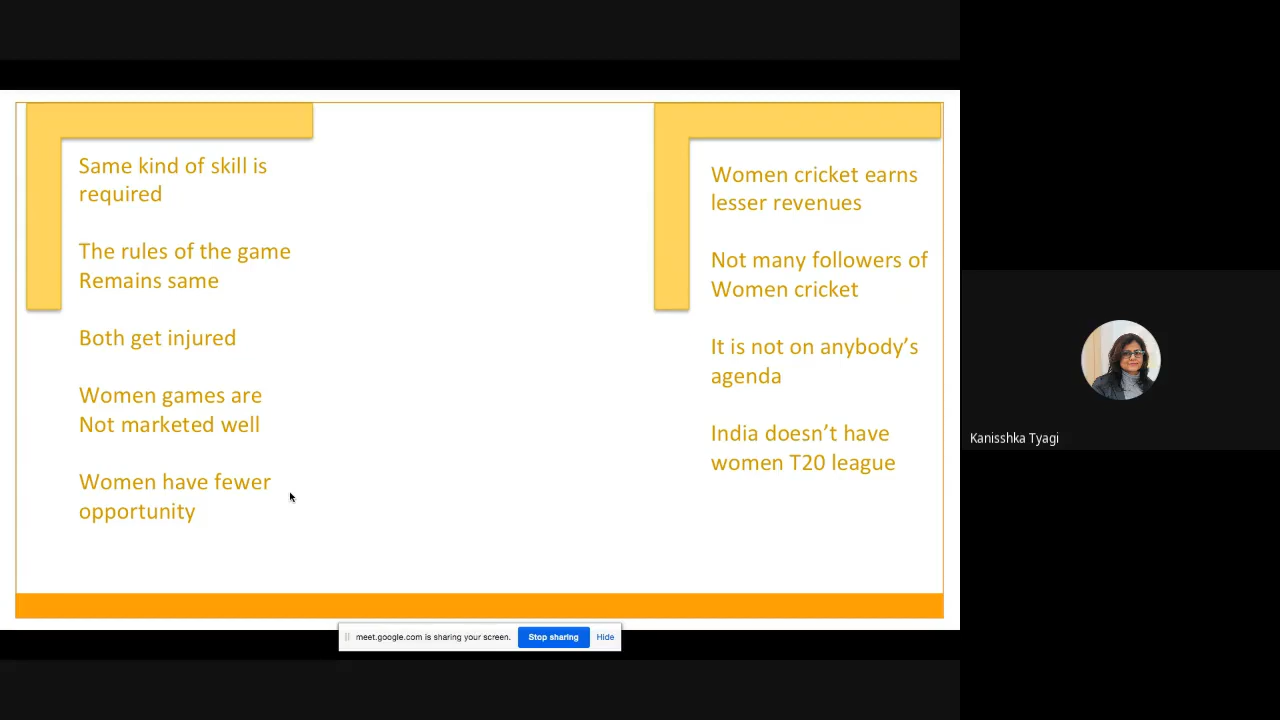 Same kind of skill is
required
The rules of the game
Remains same
Both get injured
Women games are
Not marketed well
Women have fewer
opportunity
Women cricket earns
lesser revenues
Not many followers of
Women cricket
It is not on anybody’s
agenda
India doesn’t have
women T20 league
Kanisshka Tyagi
meet.google.com is sharing your screen.
Stop sharing
Hide